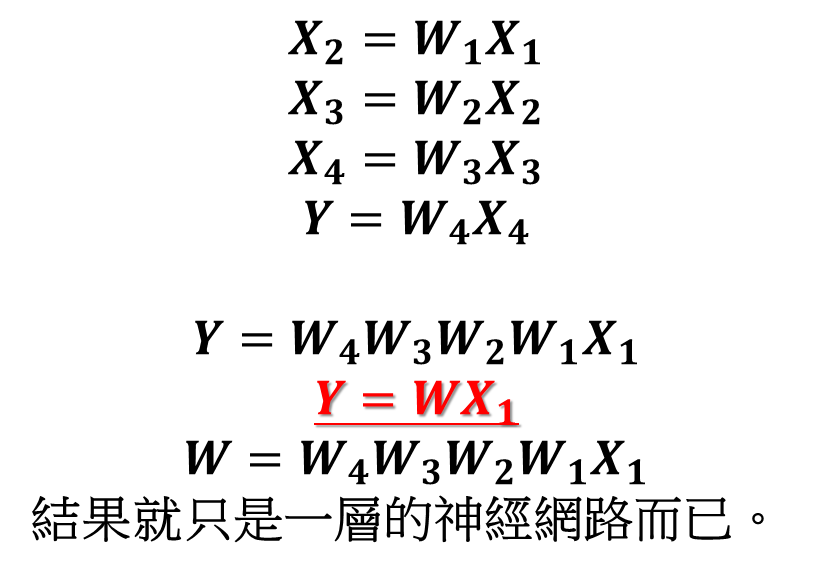 X₂ = W₁X₁
X₃ = W₂X₂
X₄ = W₃X₃
Y = W₄X₄
Y = W₄W₃W₂W₁X₁
Y = WX₁
W = W₄W₃W₂W₁X₁
結果就只是一層的神經網路而已。